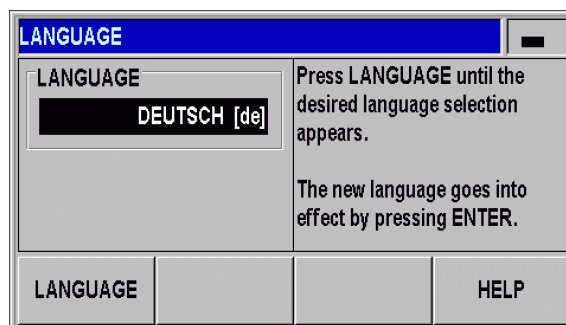 LANGUAGE
LANGUAGE
DEUTSCH [de]
Press LANGUAGE until the
desired language selection
appears.
The new language goes into
effect by pressing ENTER.
LANGUAGE
HELP